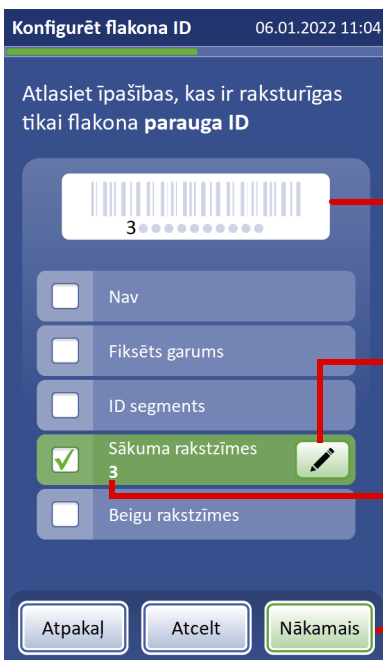 Konfigurēt flakona ID 06.01.2022 11:04
Atlasiet īpašības, kas ir raksturīgas
tikai flakona parauga ID
3
Nav
Fiksēts garums
ID segments
Sākuma rakstzīmes
3
Beigu rakstzīmes
Atpakaļ Atcelt Nākamais